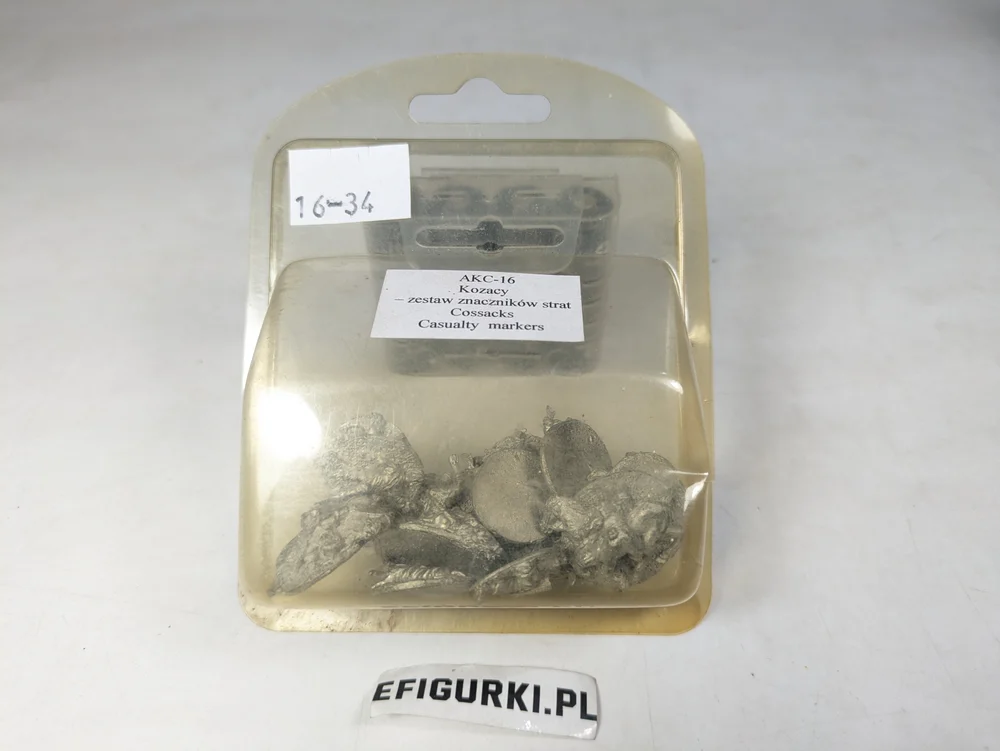 16-34
AKC-16
Kozacy
– zestaw znaczników strat
Cossacks
Casualty markers
EFIGURKI.PL